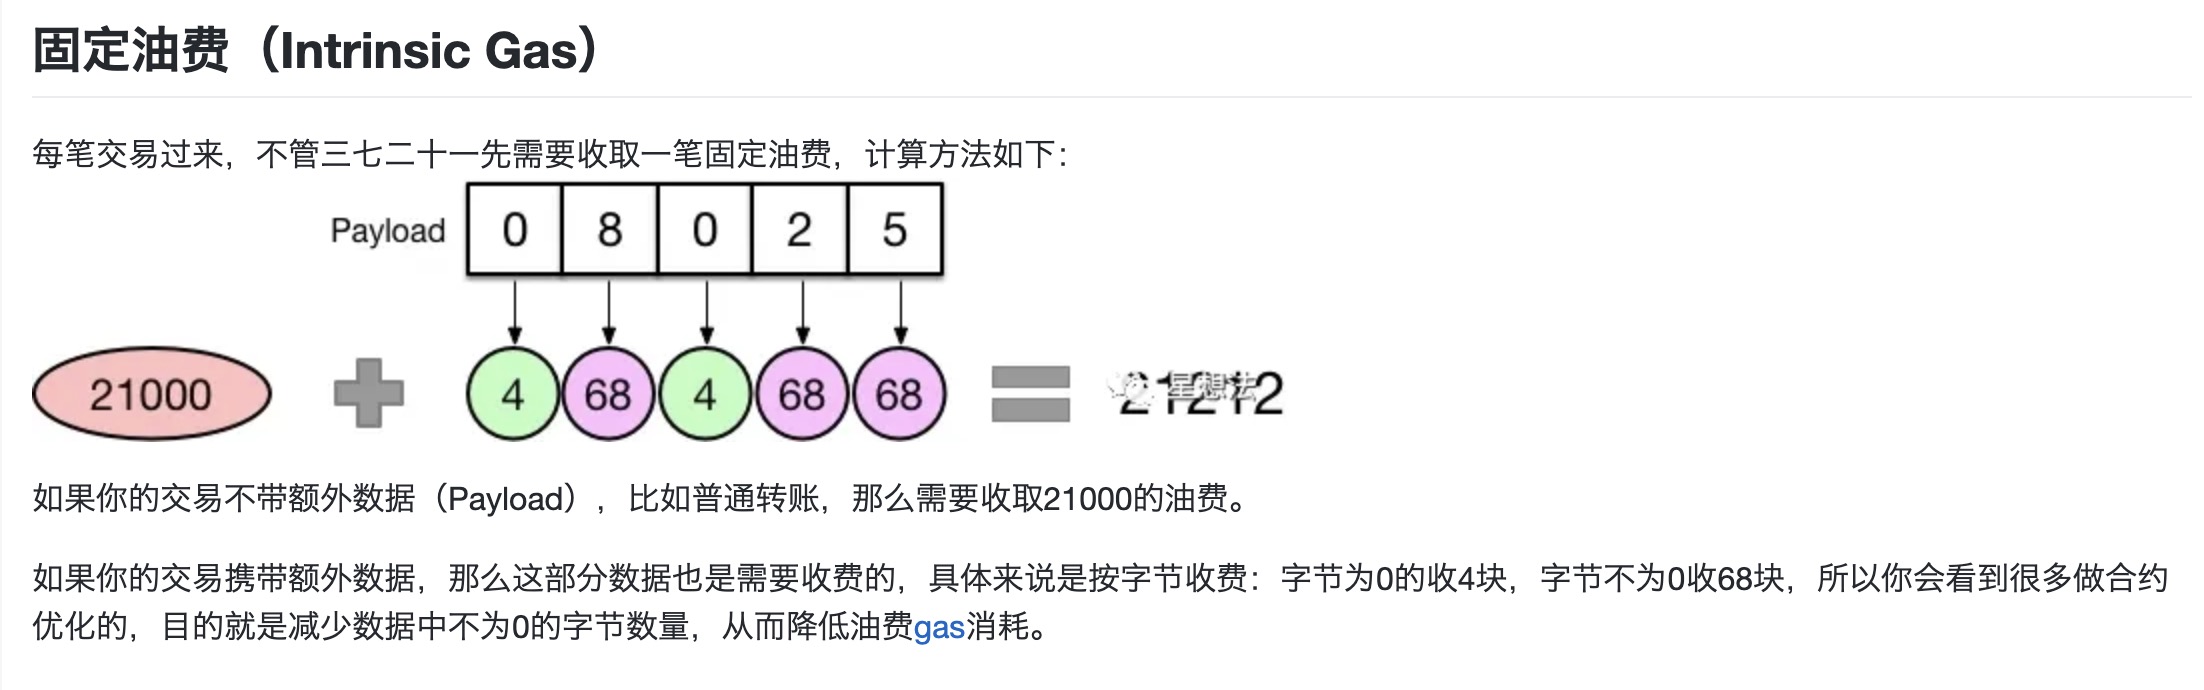 固定油费（Intrinsic Gas）
每笔交易过来，不管三七二十一先需要收取一笔固定油费，计算方法如下：
Payload 0 8 0 2 5
21000 4 68 4 68 68 21212
星想法
如果你的交易不带额外数据（Payload），比如普通转账，那么需要收取21000的油费。
如果你的交易携带额外数据，那么这部分数据也是需要收费的，具体来说是按字节收费：字节为0的收4块，字节不为0收68块，所以你会看到很多做合约
优化的，目的就是减少数据中不为0的字节数量，从而降低油费gas消耗。